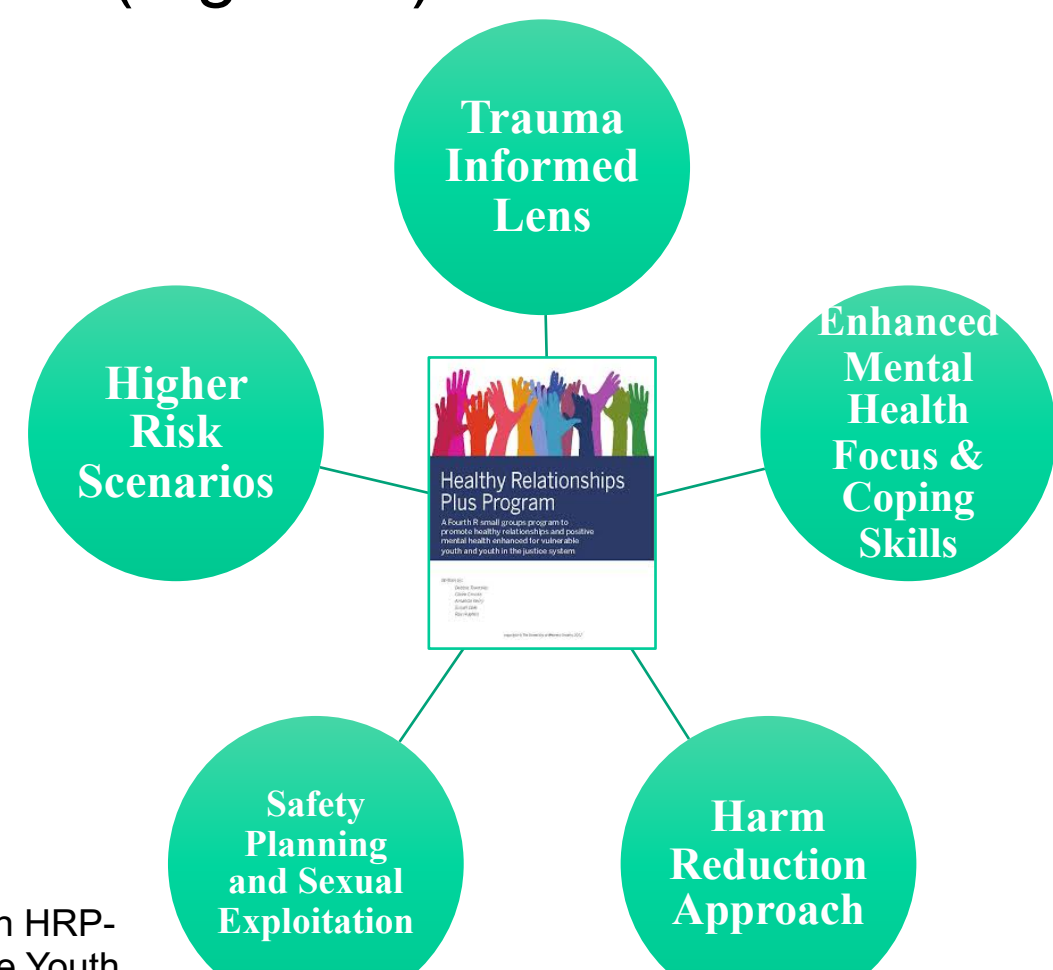 Trauma
Informed
Lens
Enhanced
Mental
Health
Focus &
Coping
Skills
Higher
Risk
Scenarios
Healthy Relationships
Plus Program
A Fourth R small groups program to
promote healthy relationships and positive
mental health enhanced for vulnerable
youth and youth in the justice system
Safety
Planning
and Sexual
Exploitation
Harm
Reduction
Approach
HRP-
Youth